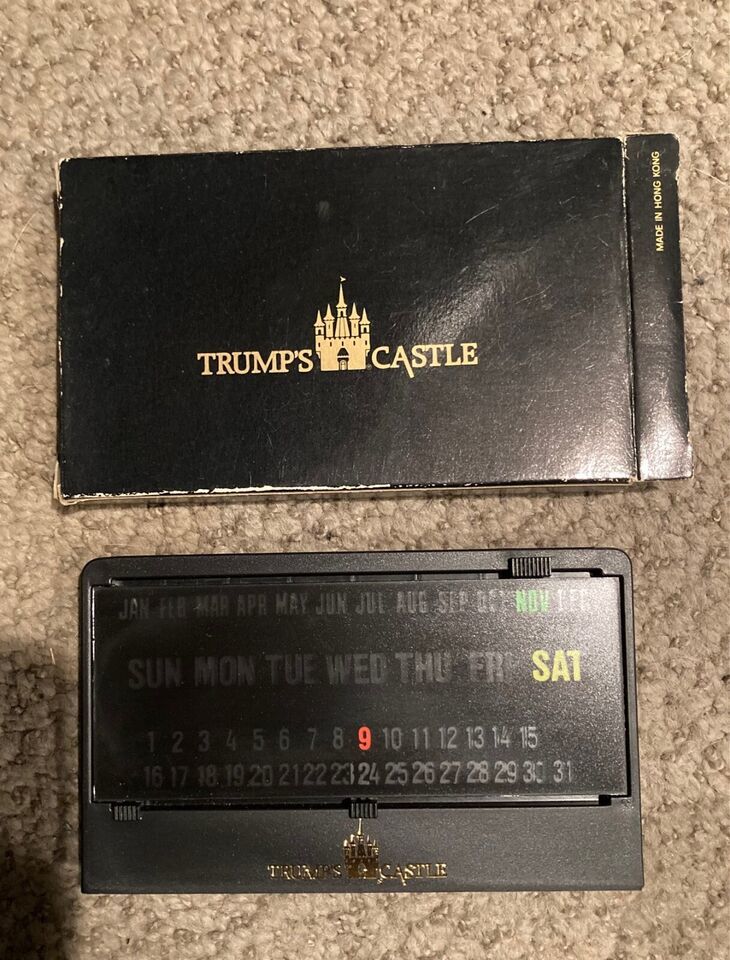 MADE IN HONG KONG
TRUMP'S CASTLE
JAN FEB MAR APR MAY JUN JUL AUG SEP OCT NOV DEC
SUN MON TUE WED THU FRI SAT
1 2 3 4 5 6 7 8 9 10 11 12 13 14 15
16 17 18 19 20 21 22 23 24 25 26 27 28 29 30 31
TRUMP'S CASTLE